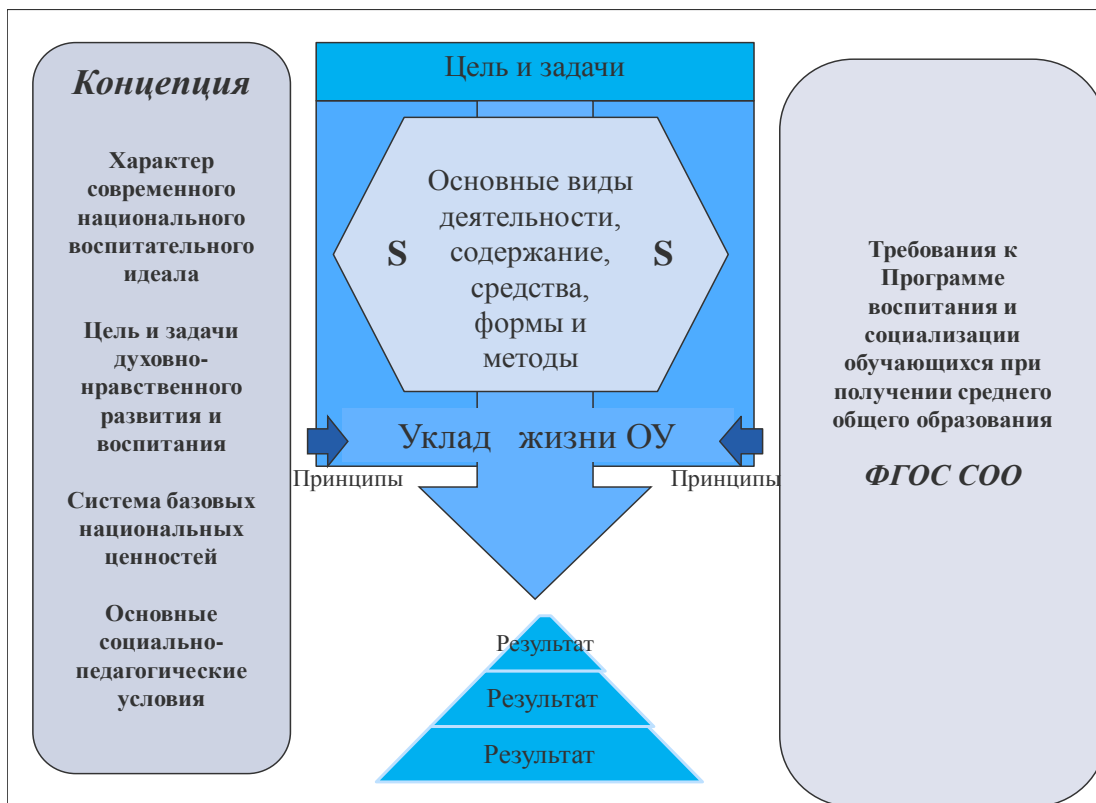 Концепция
Характер
современного
национального
воспитательного
идеала
Цель и задачи
духовно-
нравственного
развития и
воспитания
Система базовых
национальных
ценностей
Основные
социально-
педагогические
условия
Цель и задачи
Основные виды
деятельности,
S содержание, S
средства,
формы и
методы
Уклад жизни ОУ
Принципы
Принципы
Результат
Результат
Результат
Требования к
Программе
воспитания и
социализации
обучающихся при
получении среднего
общего образования
ФГОС СОО